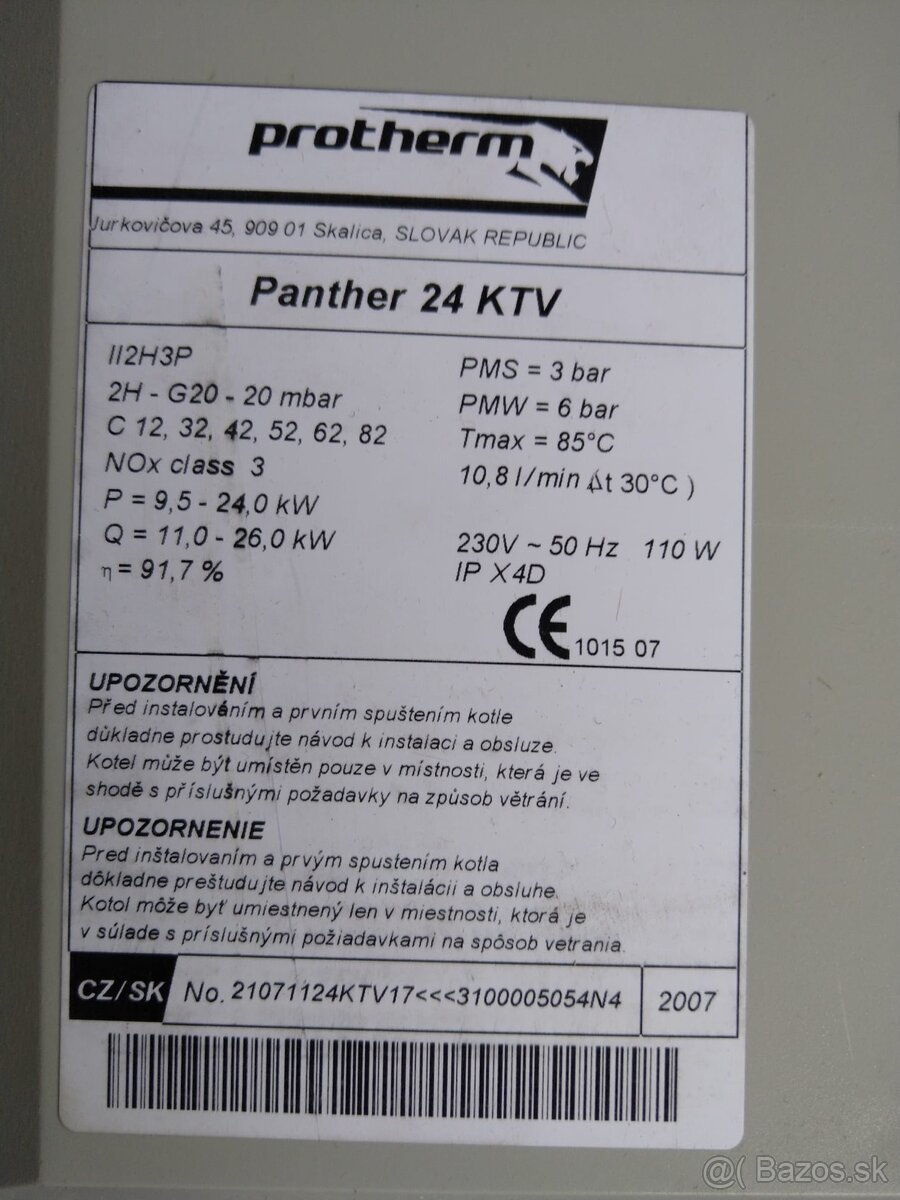 protherm
Jurkovičova 45, 909 01 Skalica, SLOVAK REPUBLIC
Panther 24 KTV
II2H3P
2H - G20 - 20 mbar
C 12, 32, 42, 52, 62, 82
NOx class 3
P = 9,5 - 24,0 kW
Q = 11,0 - 26,0 kW
η = 91,7 %
PMS = 3 bar
PMW = 6 bar
Tmax = 85°C
10,8 l/min Δt 30°C )
230V ~ 50 Hz 110 W
IP X4D
CE 1015 07
UPOZORNĚNÍ
Před instalováním a prvním spuštením kotle
důkladne prostudujte návod k instalaci a obsluze.
Kotel může být umístěn pouze v místnosti, která je ve
shodě s příslušnými požadavky na způsob větrání.
UPOZORNENIE
Pred inštalovaním a prvým spustením kotla
dôkladne preštudujte návod k inštalácii a obsluhe.
Kotol môže byť umiestnený len v miestnosti, ktorá je
v súlade s príslušnými požiadavkami na spôsob vetrania.
CZ/SK No. 21071124KTV17<<<3100005054N4 2007
@( Bazos.sk